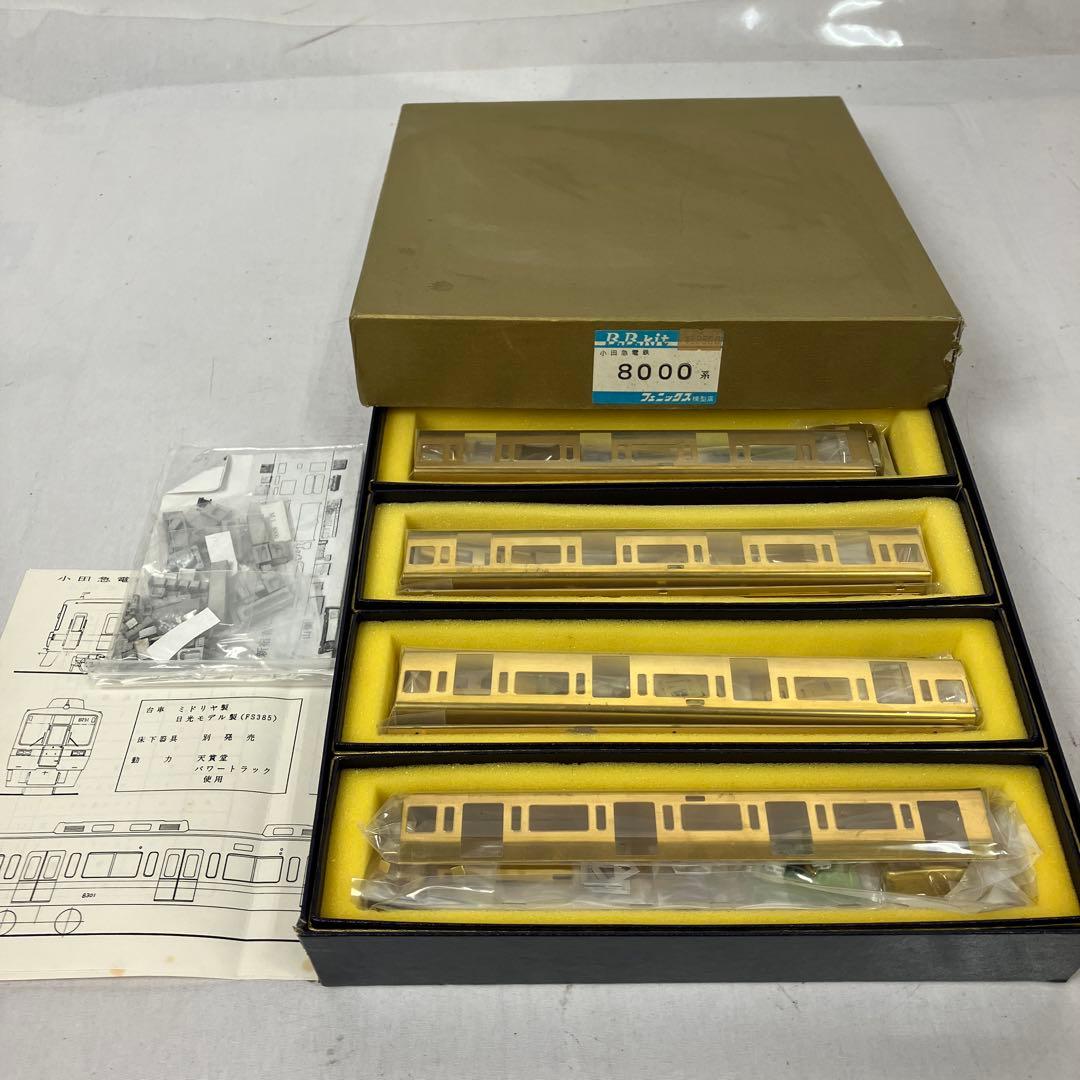 B.B.kit
小田急電鉄
8000系
フェニックス模型店
小田急電
8251
台車 ミドリヤ製
日光モデル製(FS385)
床下器具 別発売
動力 天賞堂
パワートラック
使用
8301